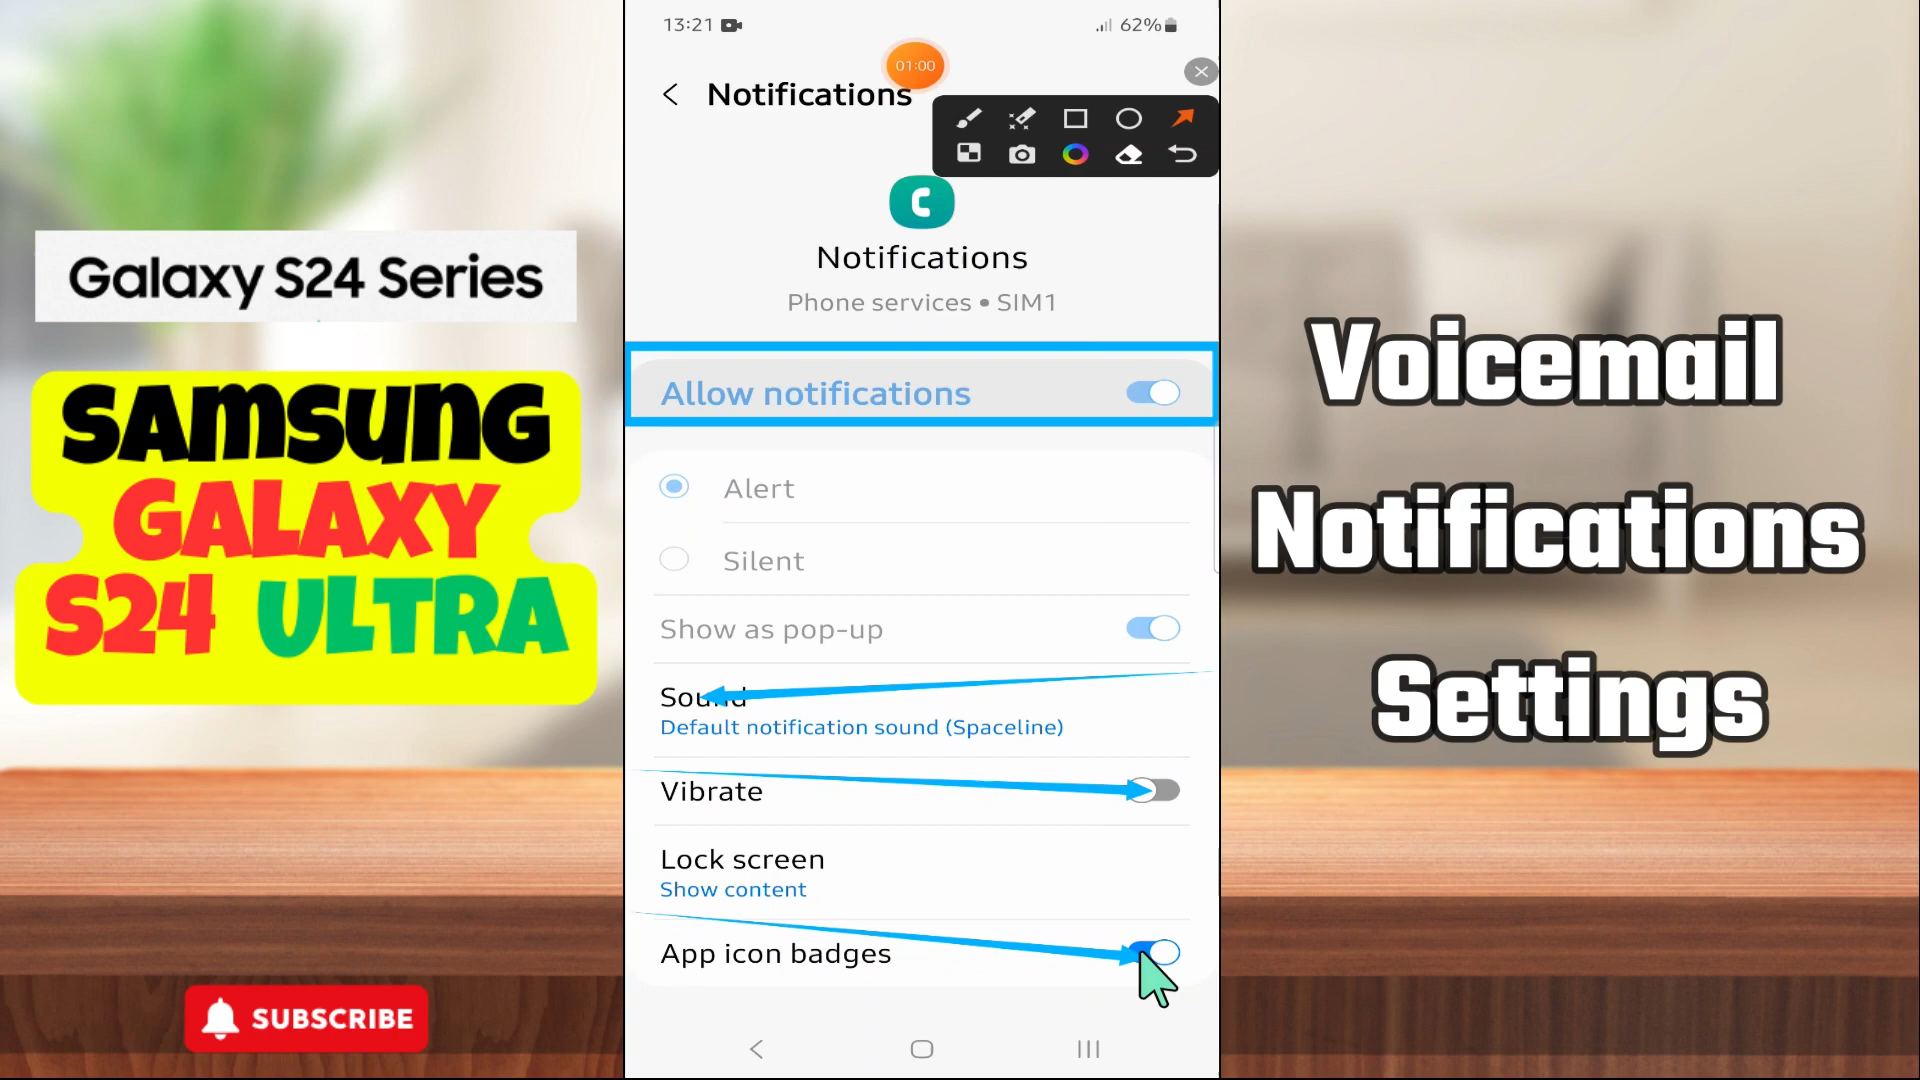 Galaxy S24 Series
SAMSUNG
GALAXY
S24 ULTRA
SUBSCRIBE
13:21
62%
01:00
Notifications
Notifications
Phone services • SIM1
Allow notifications
Alert
Silent
Show as pop-up
Sound
Default notification sound (Spaceline)
Vibrate
Lock screen
Show content
App icon badges
Voicemail
Notifications
Settings